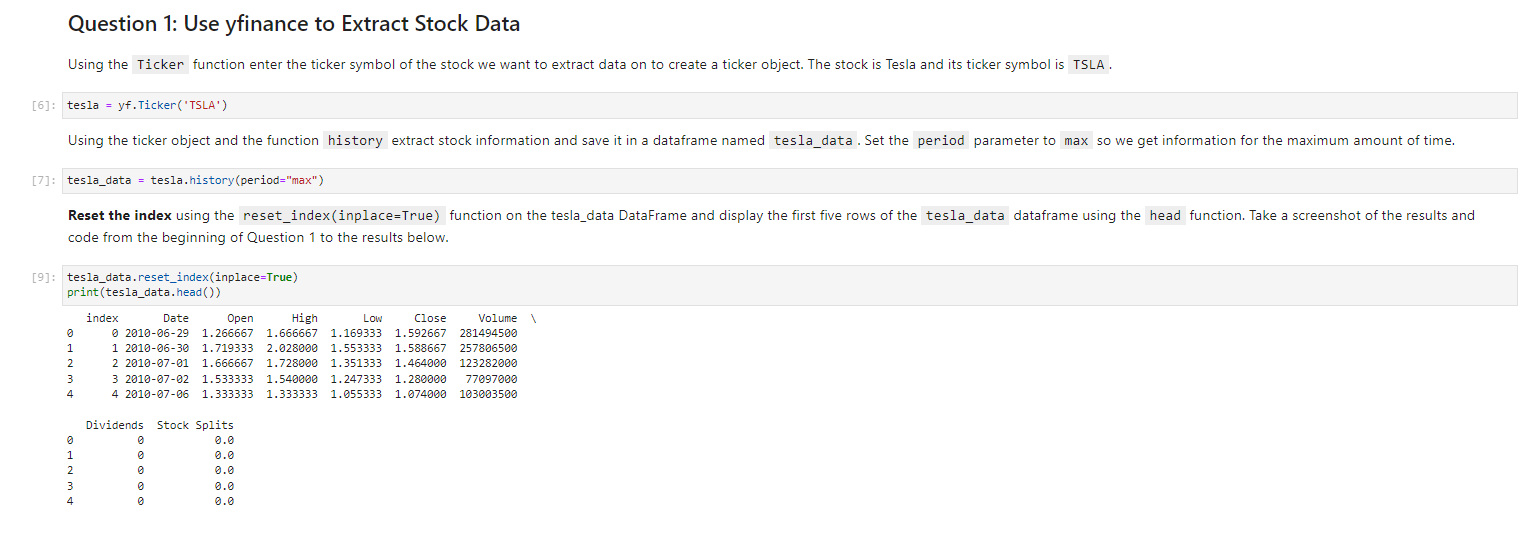 Question 1: Use yfinance to Extract Stock Data
Using the Ticker function enter the ticker symbol of the stock we want to extract data on to create a ticker object. The stock is Tesla and its ticker symbol is TSLA .
[6]: tesla = yf.Ticker('TSLA')
Using the ticker object and the function history extract stock information and save it in a dataframe named tesla_data . Set the period parameter to max so we get information for the maximum amount of time.
[7]: tesla_data = tesla.history(period="max")
Reset the index using the reset_index(inplace=True) function on the tesla_data DataFrame and display the first five rows of the tesla_data dataframe using the head function. Take a screenshot of the results and
code from the beginning of Question 1 to the results below.
[9]: tesla_data.reset_index(inplace=True)
print(tesla_data.head())
   index       Date      Open      High       Low     Close     Volume  \
0      0 2010-06-29  1.266667  1.666667  1.169333  1.592667  281494500
1      1 2010-06-30  1.719333  2.028000  1.553333  1.588667  257806500
2      2 2010-07-01  1.666667  1.728000  1.351333  1.464000  123282000
3      3 2010-07-02  1.533333  1.540000  1.247333  1.280000   77097000
4      4 2010-07-06  1.333333  1.333333  1.055333  1.074000  103003500
   Dividends  Stock Splits
0          0           0.0
1          0           0.0
2          0           0.0
3          0           0.0
4          0           0.0